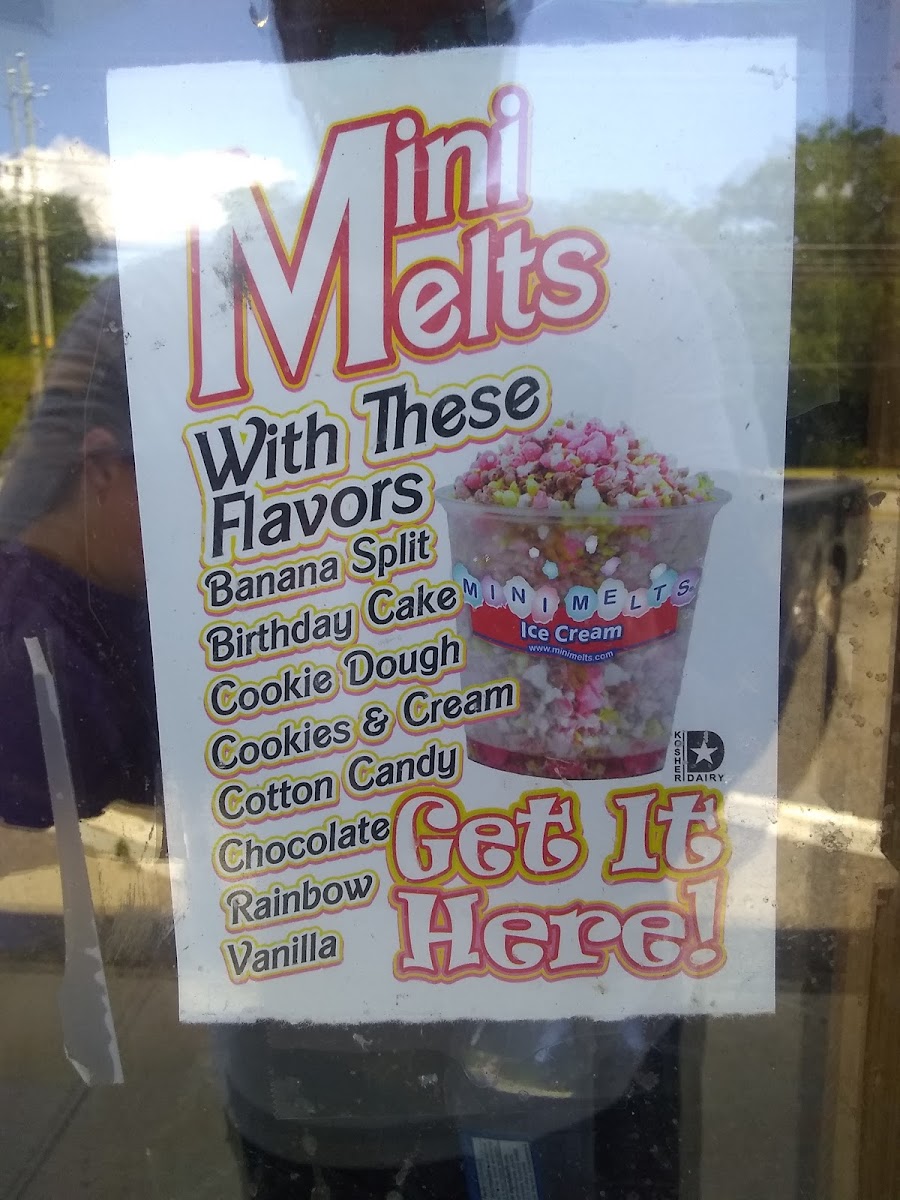 Mini
Melts
With These
Flavors
Banana Split
Birthday Cake
Cookie Dough
Cookies & Cream
Cotton Candy
Chocolate
Rainbow
Vanilla
MINI MELTS
Ice Cream
www.minimelts.com
KOSHER
D
DAIRY
Get It
Here!